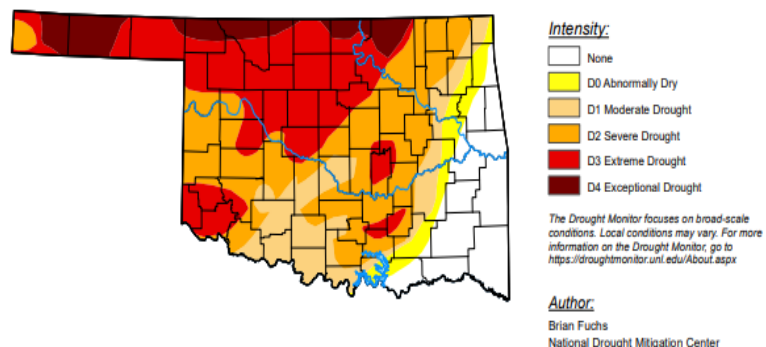 Intensity:
None
D0 Abnormally Dry
D1 Moderate Drought
D2 Severe Drought
D3 Extreme Drought
D4 Exceptional Drought
The Drought Monitor focuses on broad-scale
conditions. Local conditions may vary. For more
information on the Drought Monitor, go to
https://droughtmonitor.unl.edu/About.aspx
Author:
Brian Fuchs
National Drought Mitigation Center